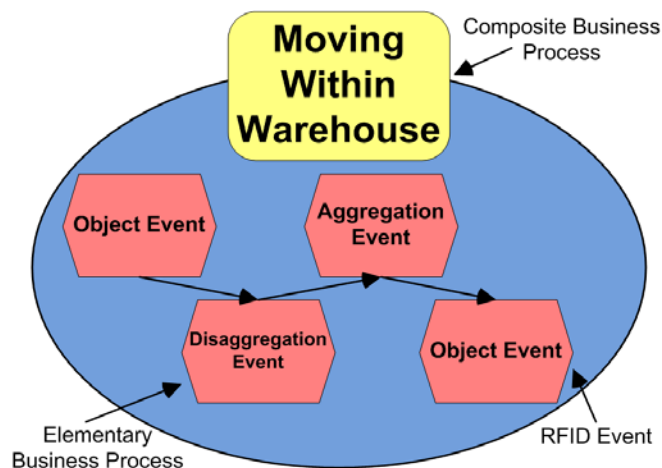 Moving
Within
Warehouse
Composite Business
Process
Object Event
Aggregation
Event
Disaggregation
Event
Object Event
Elementary
Business Process
RFID Event